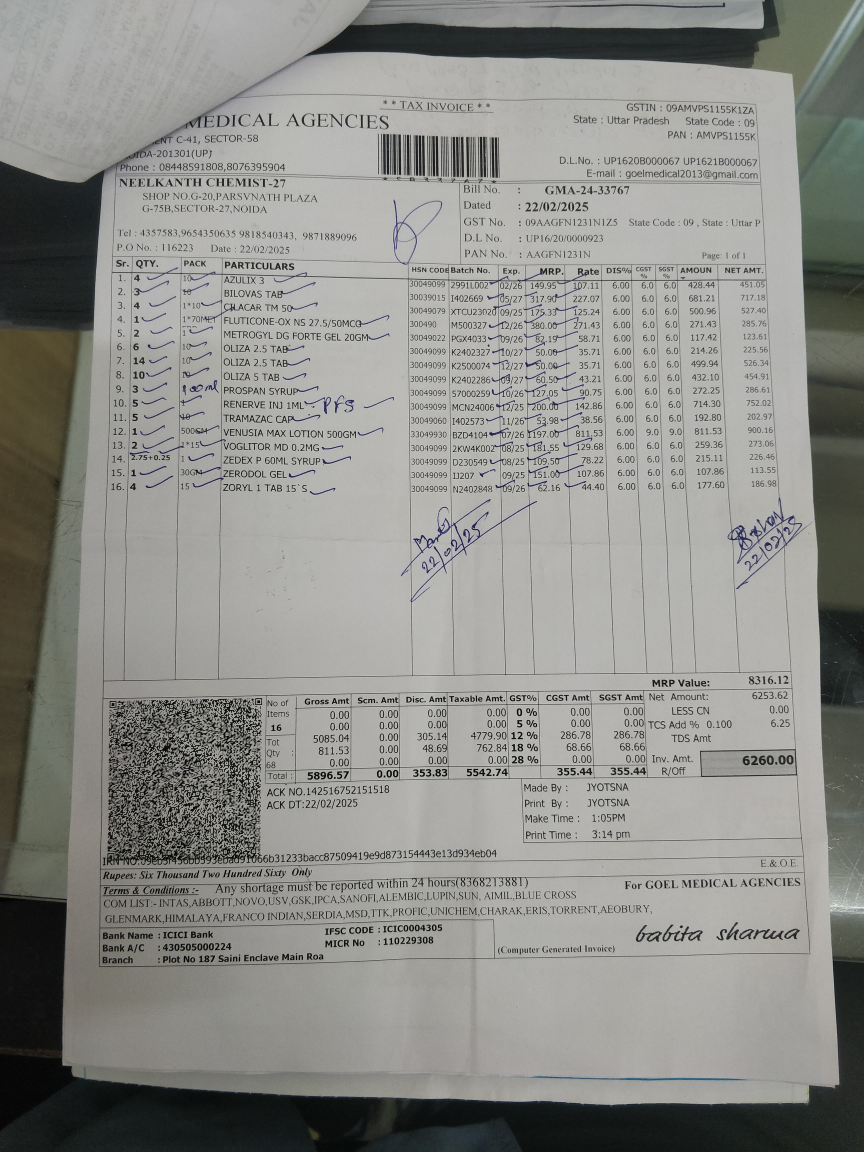 * * TAX INVOICE * *
MEDICAL AGENCIES
C-41, SECTOR-58
NOIDA-201301(UP)
Phone : 08448591808,8076395904
GSTIN : 09AMVPS1155K1ZA
State : Uttar Pradesh State Code : 09
PAN : AMVPS1155K
D.L.No. : UP1620B000067 UP1621B000067
E-mail : goelmedical2013@gmail.com
NEELKANTH CHEMIST-27
SHOP NO.G-20,PARSVNATH PLAZA
G-75B,SECTOR-27,NOIDA
Tel : 4357583,9654350635 9818540343, 9871889096
P.O No. : 116223 Date : 22/02/2025
Bill No. : GMA-24-33767
Dated : 22/02/2025
GST No. : 09AAGFN1231N1Z5 State Code : 09 , State : Uttar P
D.L No. : UP16/20/0000923
PAN No. : AAGFN1231N
Page: 1 of 1
Sr. QTY. PACK PARTICULARS HSN CODE Batch No. Exp. MRP. Rate DIS% CGST % SGST % AMOUN NET AMT.
1. 4 10 AZULIX 3 30049099 2991L002 02/26 149.95 107.11 6.00 6.0 6.0 428.44 451.05
2. 3 10 BILOVAS TAB 30039015 I402669 05/27 317.90 227.07 6.00 6.0 6.0 681.21 717.18
3. 4 1*10 CILACAR TM 50 30049079 XTCU23020 09/25 175.33 125.24 6.00 6.0 6.0 500.96 527.40
4. 1 1*70MET FLUTICONE-OX NS 27.5/50MCG 300490 M500327 12/26 380.00 271.43 6.00 6.0 6.0 271.43 285.76
5. 2 1 METROGYL DG FORTE GEL 20GM 30049022 PGX4033 09/26 82.19 58.71 6.00 6.0 6.0 117.42 123.61
6. 6 10 OLIZA 2.5 TAB 30049099 K2402327 10/27 50.00 35.71 6.00 6.0 6.0 214.26 225.56
7. 14 10 OLIZA 2.5 TAB 30049099 K2500074 12/27 50.00 35.71 6.00 6.0 6.0 499.94 526.34
8. 10 10 OLIZA 5 TAB 30049099 K2402286 09/27 60.50 43.21 6.00 6.0 6.0 432.10 454.91
9. 3 100ml PROSPAN SYRUP 30049099 57000259 10/26 127.05 90.75 6.00 6.0 6.0 272.25 286.61
10. 5 1 RENERVE INJ 1ML - PFS 30049099 MCN24006 12/25 200.00 142.86 6.00 6.0 6.0 714.30 752.02
11. 5 10 TRAMAZAC CAP 30049060 I402573 11/26 53.98 38.56 6.00 6.0 6.0 192.80 202.97
12. 1 500GM VENUSIA MAX LOTION 500GM 33049930 BZD4104 07/26 1197.00 811.53 6.00 9.0 9.0 811.53 900.16
13. 2 2*15 VOGLITOR MD 0.2MG 30049099 2KW4K002 08/25 181.55 129.68 6.00 6.0 6.0 259.36 273.06
14. 2.75+0.25 1 ZEDEX P 60ML SYRUP 30049099 D230549 08/25 109.50 78.22 6.00 6.0 6.0 215.11 226.46
15. 1 30GM ZERODOL GEL 30049099 IJ207 09/25 151.00 107.86 6.00 6.0 6.0 107.86 113.55
16. 4 15 ZORYL 1 TAB 15`S 30049099 N2402848 09/26 62.16 44.40 6.00 6.0 6.0 177.60 186.98
22/02/25
22/02/25
MRP Value: 8316.12
No of Items 16 Tot Qty : 68
Gross Amt Scm. Amt Disc. Amt Taxable Amt. GST% CGST Amt SGST Amt
0.00 0.00 0.00 0.00 0 % 0.00 0.00
0.00 0.00 0.00 0.00 5 % 0.00 0.00
5085.04 0.00 305.14 4779.90 12 % 286.78 286.78
811.53 0.00 48.69 762.84 18 % 68.66 68.66
0.00 0.00 0.00 0.00 28 % 0.00 0.00
Total : 5896.57 0.00 353.83 5542.74 355.44 355.44
Net Amount: 6253.62
LESS CN 0.00
TCS Add % 0.100 6.25
TDS Amt
Inv. Amt. 6260.00
R/Off
ACK NO.142516752151518
ACK DT:22/02/2025
Made By : JYOTSNA
Print By : JYOTSNA
Make Time : 1:05PM
Print Time : 3:14 pm
E.& O.E
Rupees: Six Thousand Two Hundred Sixty Only
Terms & Conditions :- Any shortage must be reported within 24 hours(8368213881)
COM LIST:- INTAS,ABBOTT,NOVO,USV,GSK,IPCA,SANOFI,ALEMBIC,LUPIN,SUN, AIMIL,BLUE CROSS
GLENMARK,HIMALAYA,FRANCO INDIAN,SERDIA,MSD,TTK,PROFIC,UNICHEM,CHARAK,ERIS,TORRENT,AEOBURY,
For GOEL MEDICAL AGENCIES
babita sharma
Bank Name : ICICI Bank IFSC CODE : ICIC0004305
Bank A/C : 430505000224 MICR No : 110229308
Branch : Plot No 187 Saini Enclave Main Roa
(Computer Generated Invoice)